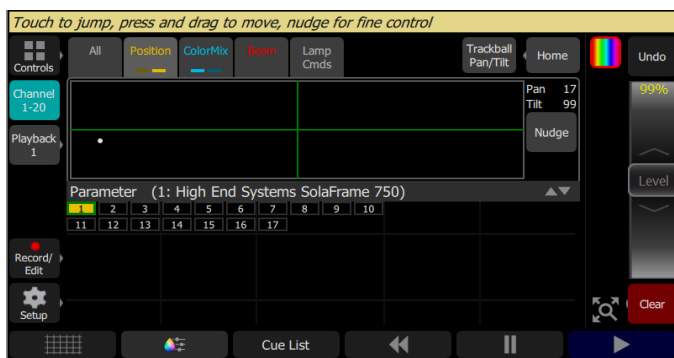 Touch to jump, press and drag to move, nudge for fine control
Controls
All
Position
ColorMix
Beam
Lamp
Cmds
Trackball
Pan/Tilt
Home
Undo
Channel
1-20
Pan 17
Tilt 99
99%
Playback
1
Nudge
Level
Parameter (1: High End Systems SolaFrame 750)
1 2 3 4 5 6 7 8 9 10
11 12 13 14 15 16 17
Record/
Edit
Setup
Clear
Cue List